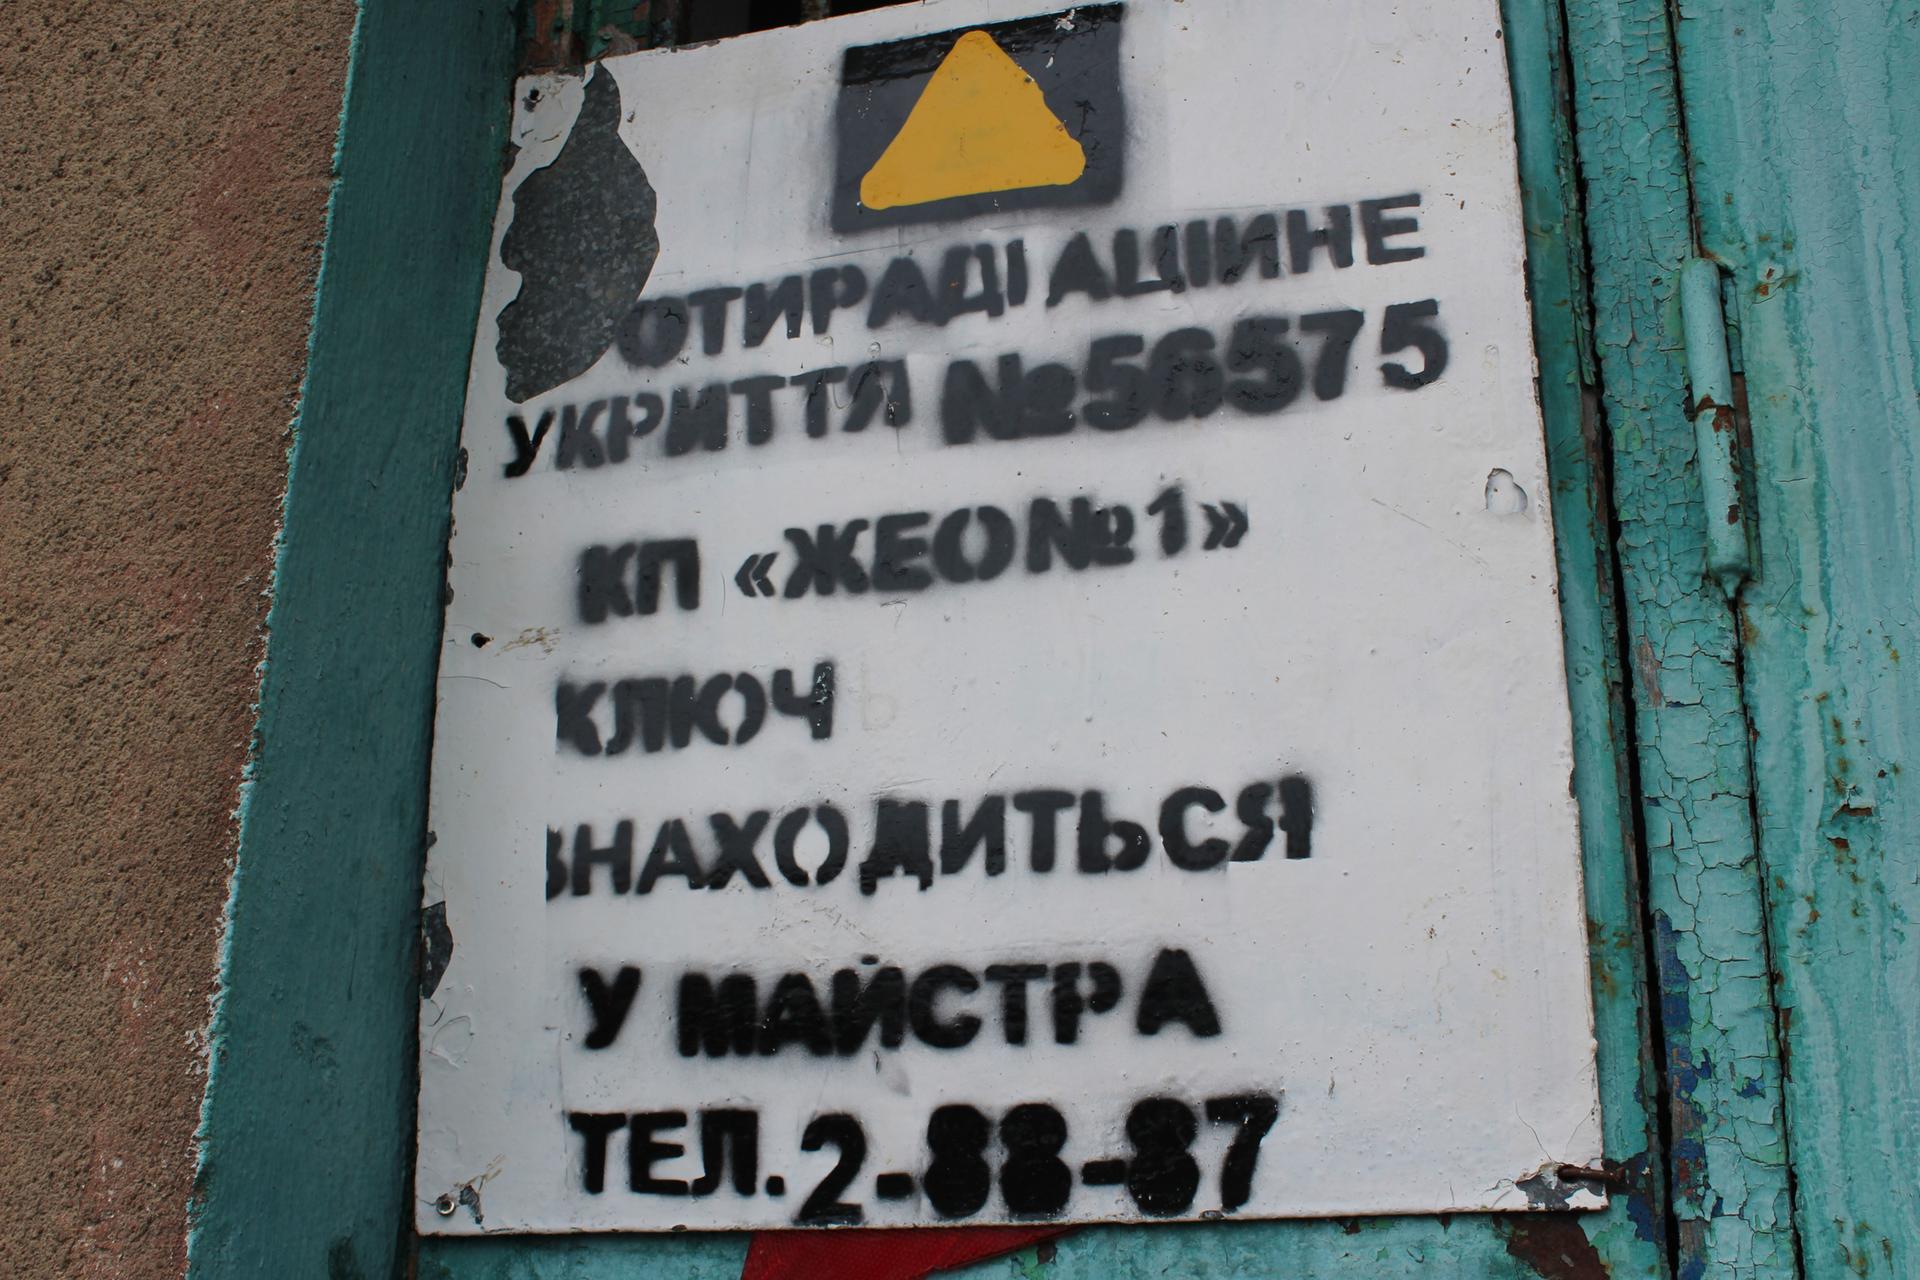 ОТИРАДІАЦІИНЕ
УКРИТТЯ №56575
КП «ЖЕО№1»
КЛЮЧ
ЗНАХОДИТЬСЯ
У МАЙСТРА
ТЕЛ. 2-88-87